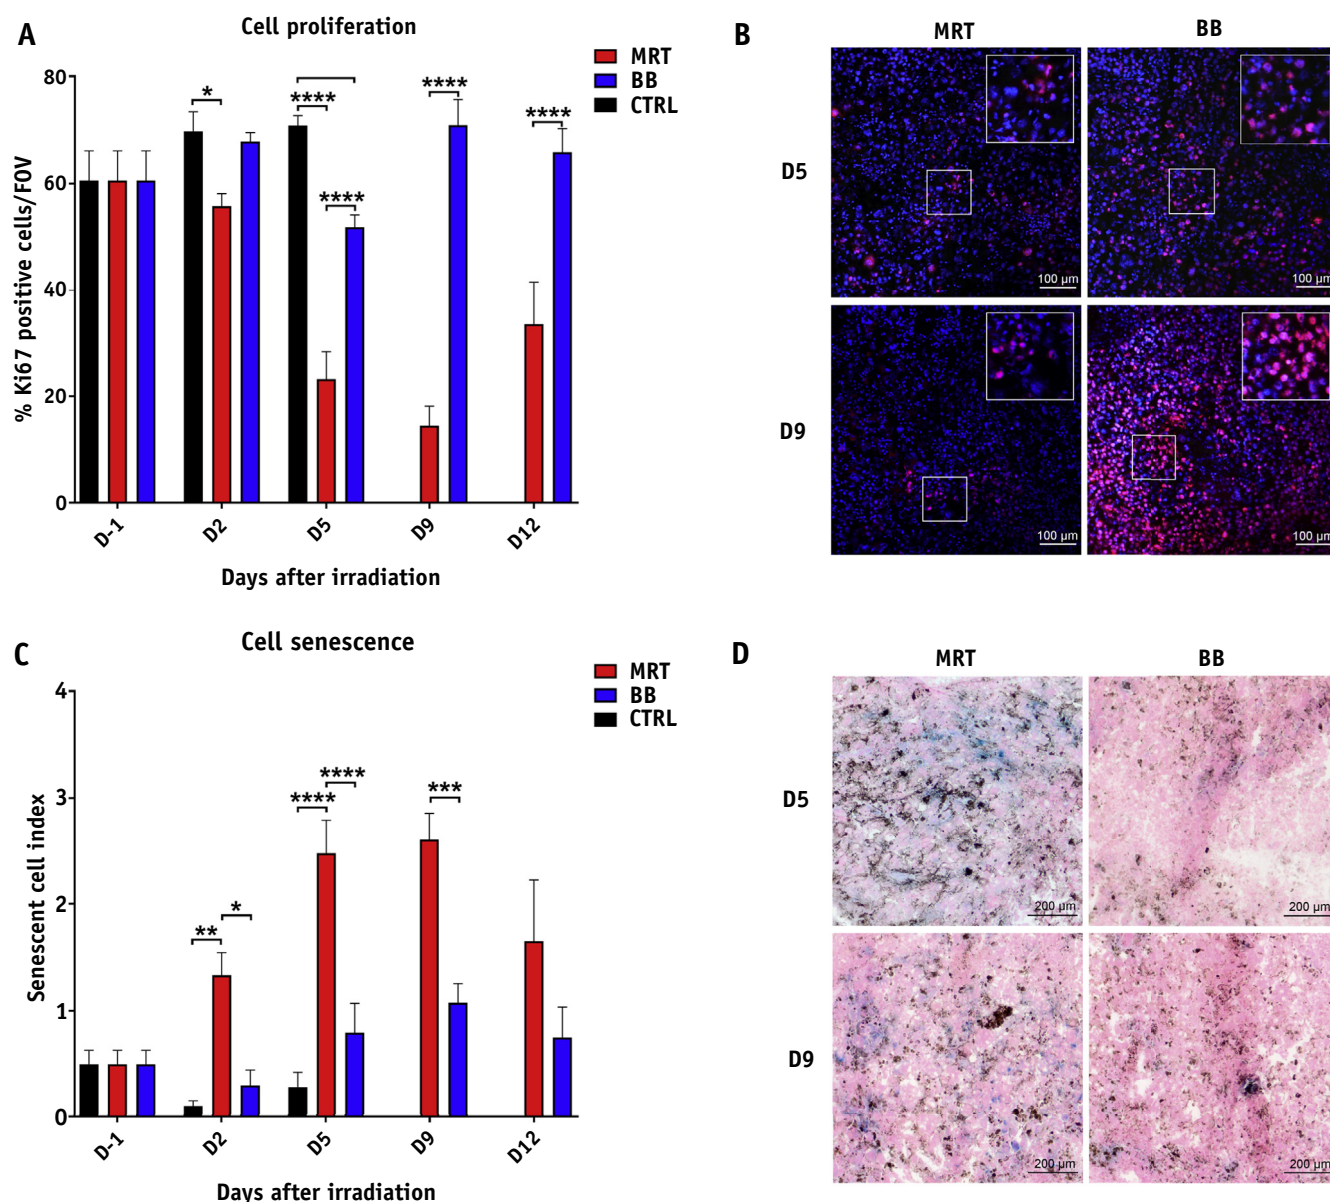 A
Cell proliferation
MRT
BB
CTRL
% Ki67 positive cells/FOV
80
60
40
20
0
*
****
****
****
****
D-1
D2
D5
D9
D12
Days after irradiation
B
MRT
BB
D5
100 µm
100 µm
D9
100 µm
100 µm
C
Cell senescence
MRT
BB
CTRL
Senescent cell index
4
3
2
1
0
**
*
****
****
***
D-1
D2
D5
D9
D12
Days after irradiation
D
MRT
BB
D5
200 µm
200 µm
D9
200 µm
200 µm